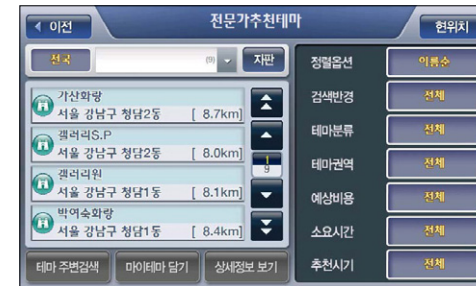 이전
전문가추천테마
현위치
전국
(9)
자판
가산화랑
서울 강남구 청담2동 [ 8.7km]
갤러리S.P
서울 강남구 청담2동 [ 8.0km]
갤러리원
서울 강남구 청담1동 [ 8.1km]
박여숙화랑
서울 강남구 청담1동 [ 8.4km]
1
9
정렬옵션 이름순
검색반경 전체
테마분류 전체
테마권역 전체
예상비용 전체
소요시간 전체
추천시기 전체
테마 주변검색
마이테마 담기
상세정보 보기